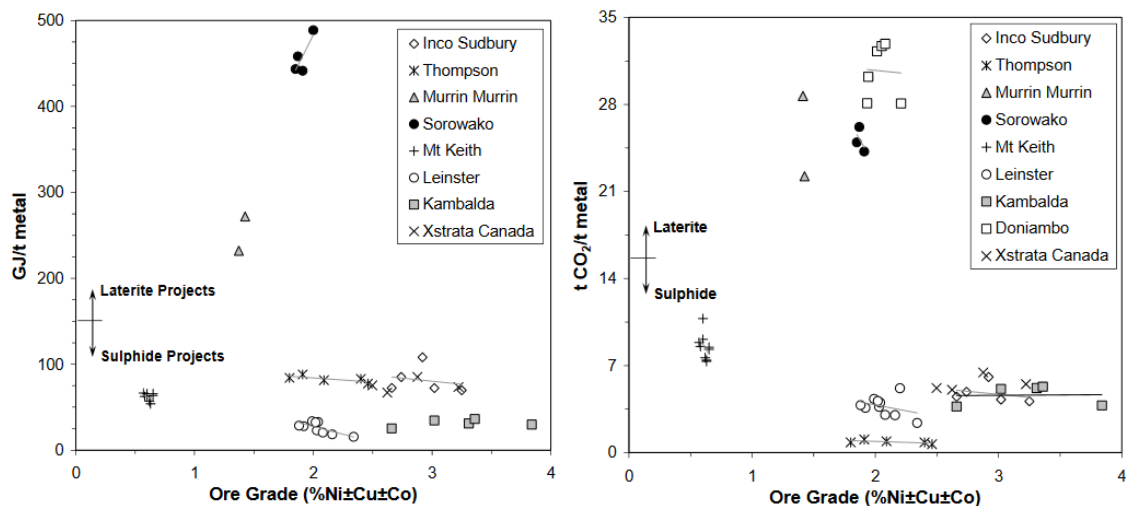 500
400
300
250
200
150
100
50
0
0
1
2
3
4
GJ/t metal
Ore Grade (%Ni±Cu±Co)
Laterite Projects
Sulphide Projects
Inco Sudbury
Thompson
Murrin Murrin
Sorowako
Mt Keith
Leinster
Kambalda
Xstrata Canada
35
28
21
14
7
0
0
1
2
3
4
t CO₂/t metal
Ore Grade (%Ni±Cu±Co)
Laterite
Sulphide
Inco Sudbury
Thompson
Murrin Murrin
Sorowako
Mt Keith
Leinster
Kambalda
Doniambo
Xstrata Canada